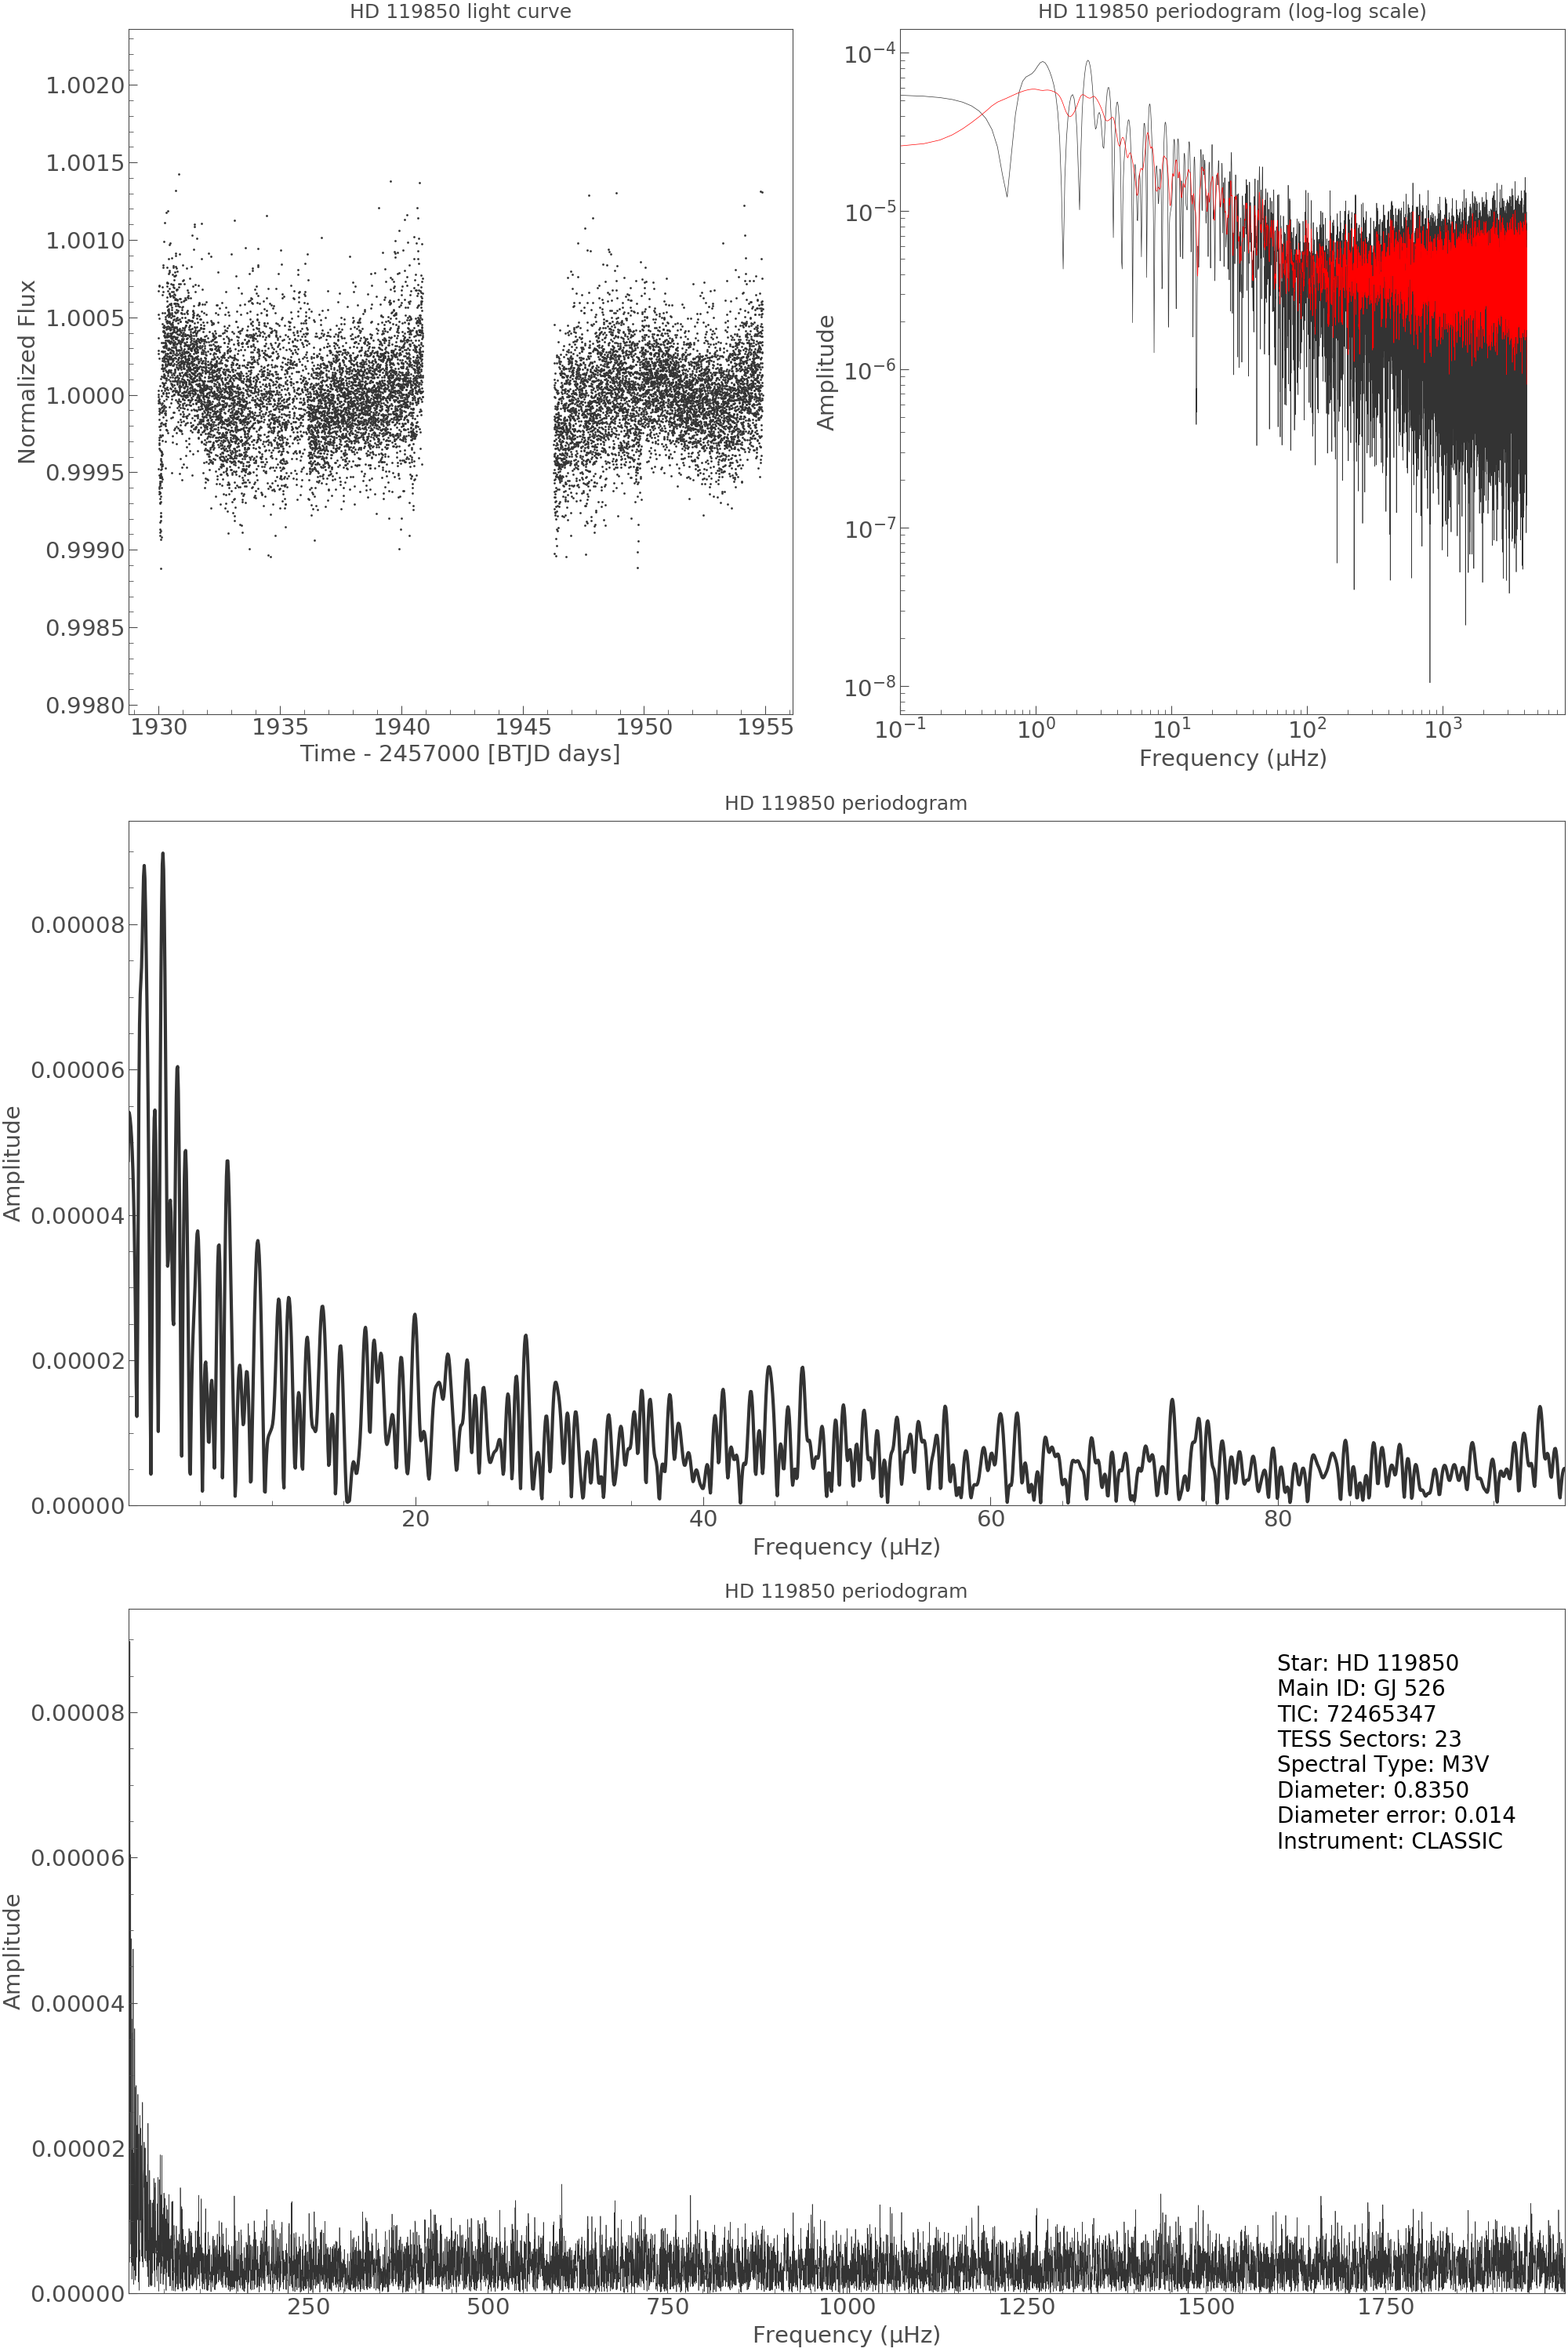 HD 119850 light curve
1.0020
1.0015
1.0010
1.0005
1.0000
0.9995
0.9990
0.9985
0.9980
Normalized Flux
1930 1935 1940 1945 1950 1955
Time - 2457000 [BTJD days]
HD 119850 periodogram (log-log scale)
10⁻⁴
10⁻⁵
10⁻⁶
10⁻⁷
10⁻⁸
Amplitude
10⁻¹ 10⁰ 10¹ 10² 10³
Frequency (μHz)
HD 119850 periodogram
0.00008
0.00006
0.00004
0.00002
0.00000
Amplitude
20 40 60 80
Frequency (μHz)
HD 119850 periodogram
0.00008
0.00006
0.00004
0.00002
0.00000
Amplitude
250 500 750 1000 1250 1500 1750
Frequency (μHz)
Star: HD 119850
Main ID: GJ 526
TIC: 72465347
TESS Sectors: 23
Spectral Type: M3V
Diameter: 0.8350
Diameter error: 0.014
Instrument: CLASSIC